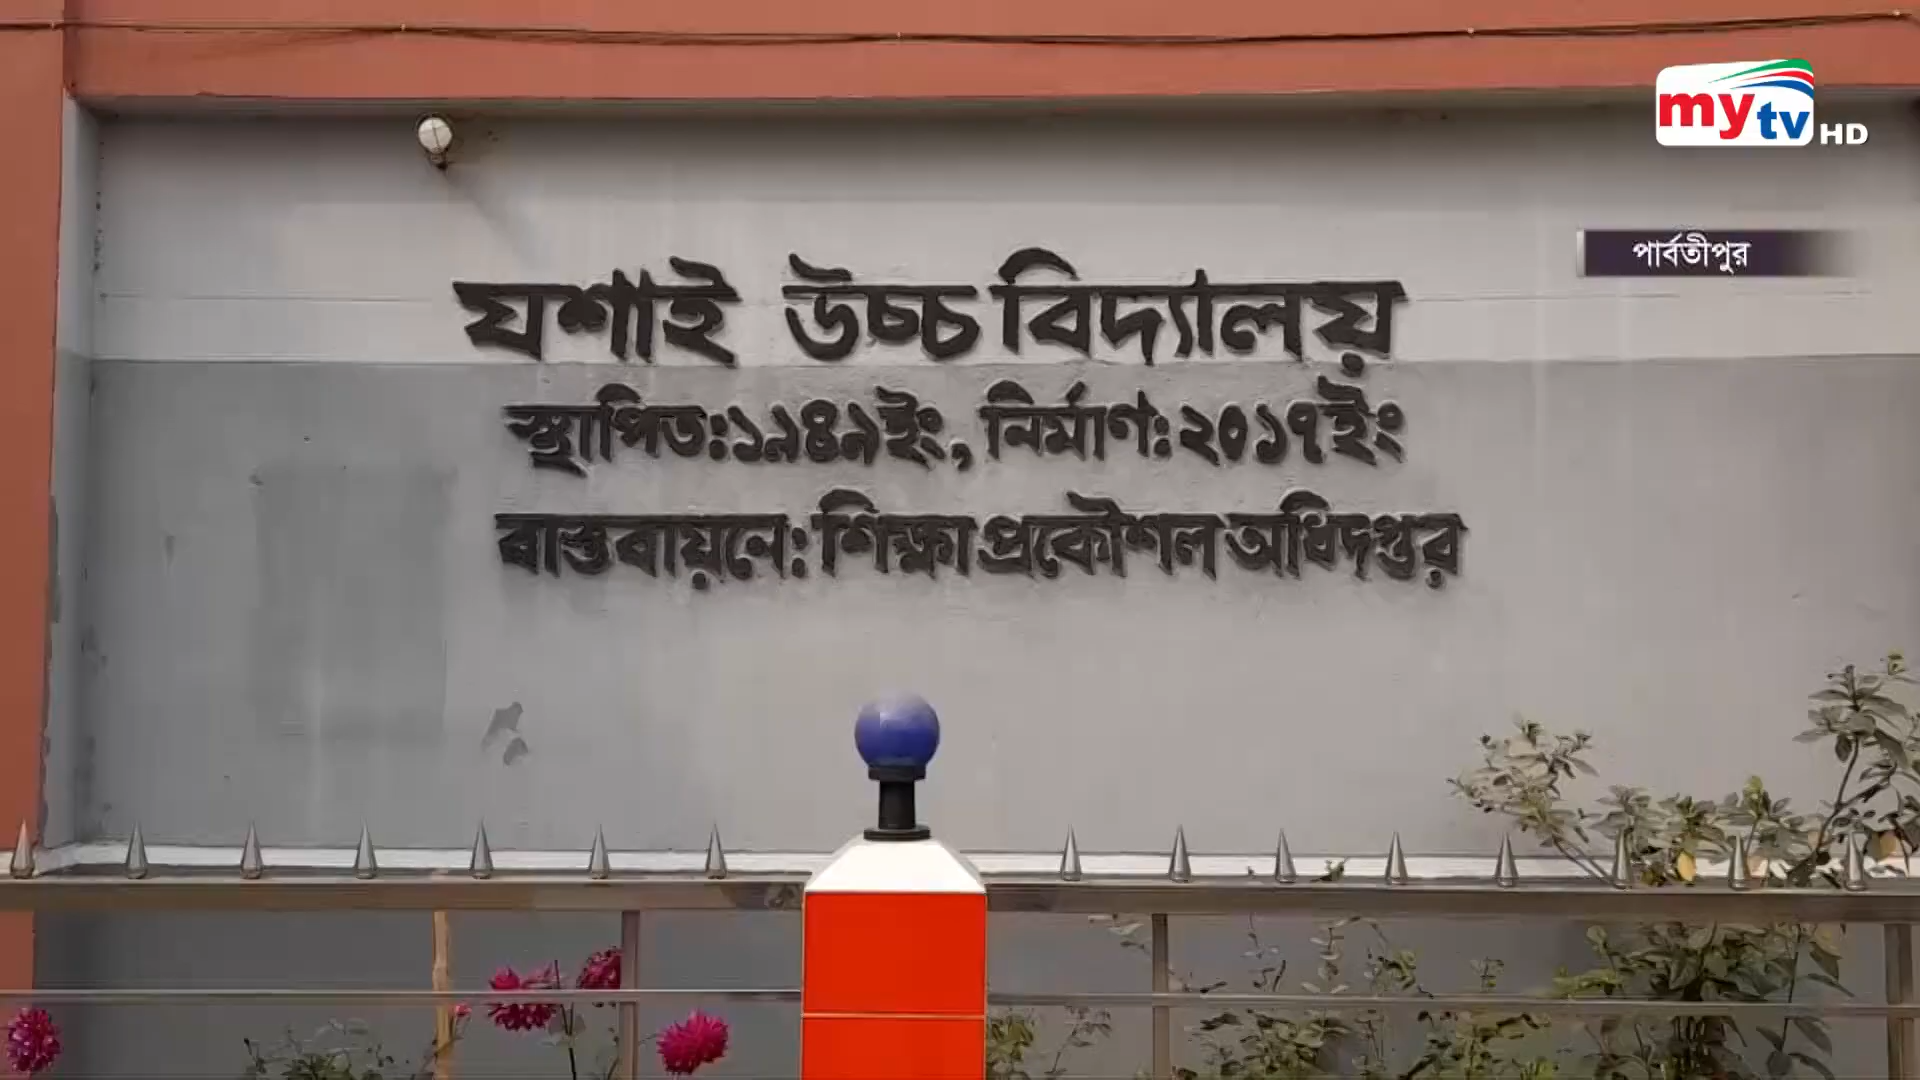 mytv HD
পার্বতীপুর
যশাই উচ্চ বিদ্যালয়
স্থাপিত:১৯৪৯ইং, নির্মাণ:২০১৭ইং
বাস্তবায়নে: শিক্ষা প্রকৌশল অধিদপ্তর